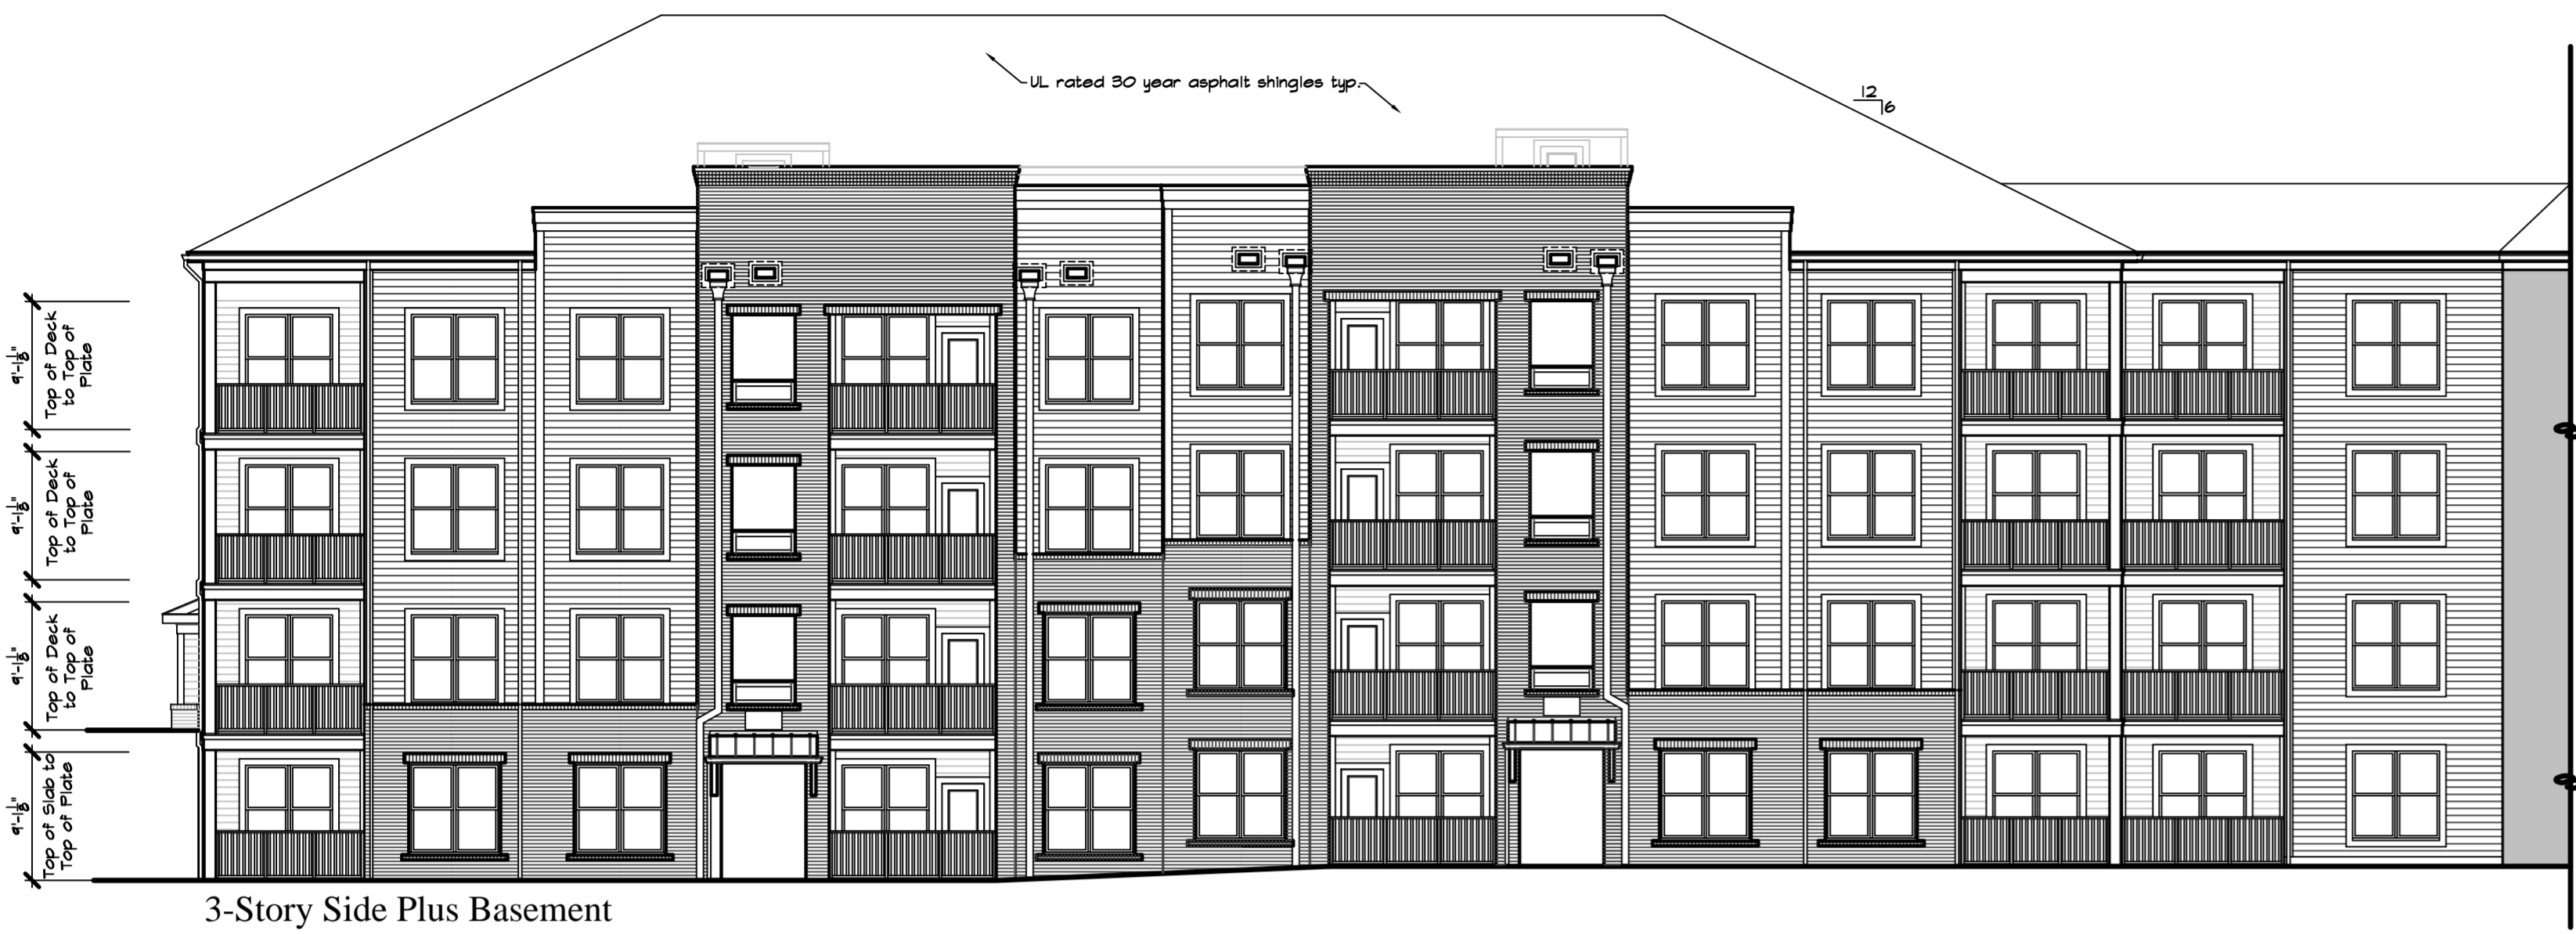 UL rated 30 year asphalt shingles typ.
12
6
9'-1 1/8"
Top of Deck
to Top of
Plate
9'-1 1/8"
Top of Deck
to Top of
Plate
9'-1 1/8"
Top of Deck
to Top of
Plate
9'-1 1/8"
Top of Slab to
Top of Plate
3-Story Side Plus Basement